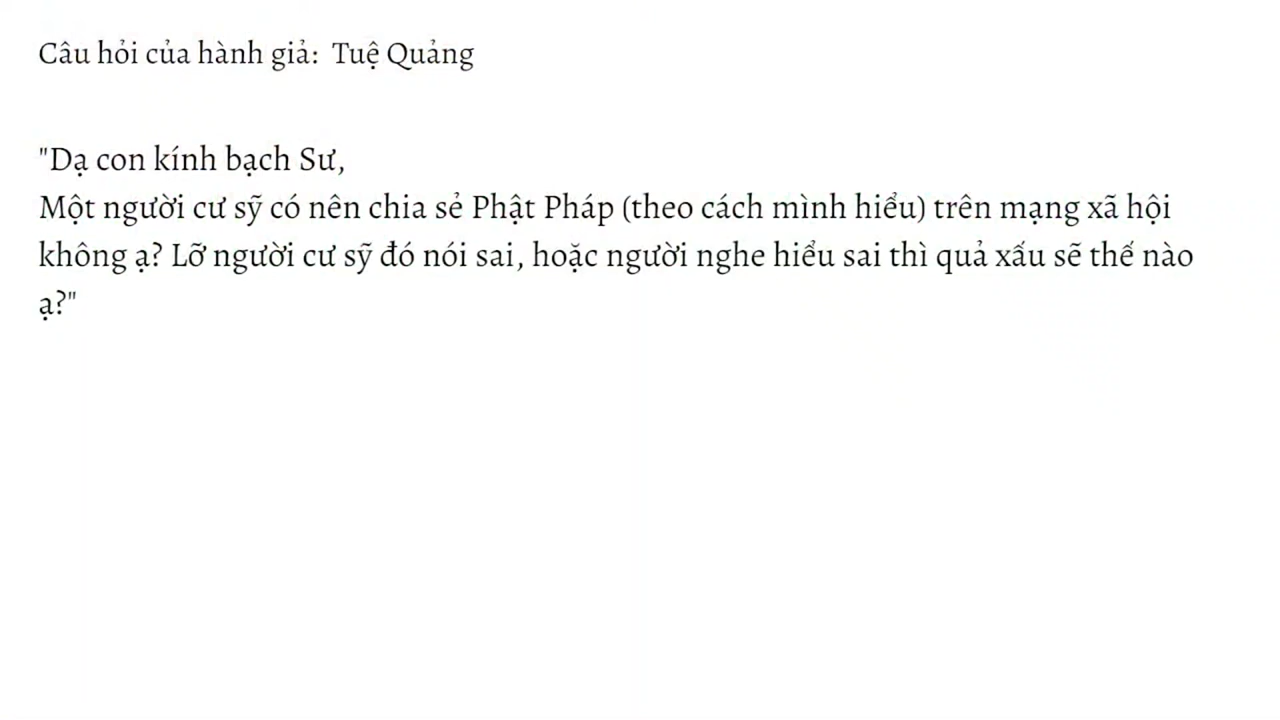 Câu hỏi của hành giả: Tuệ Quảng
"Dạ con kính bạch Sư,
Một người cư sỹ có nên chia sẻ Phật Pháp (theo cách mình hiểu) trên mạng xã hội
không ạ? Lỡ người cư sỹ đó nói sai, hoặc người nghe hiểu sai thì quả xấu sẽ thế nào
ạ?"